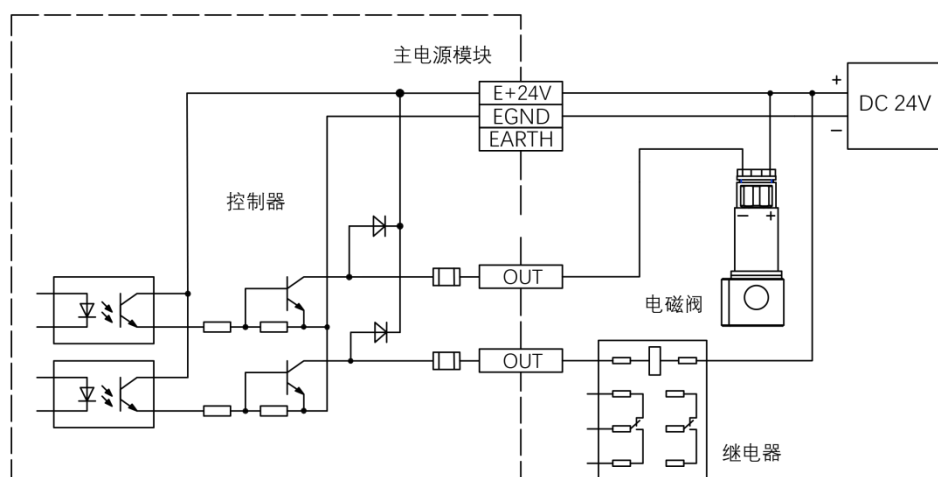 主电源模块
E+24V
+
DC 24V
EGND
−
EARTH
控制器
− +
OUT
电磁阀
OUT
继电器